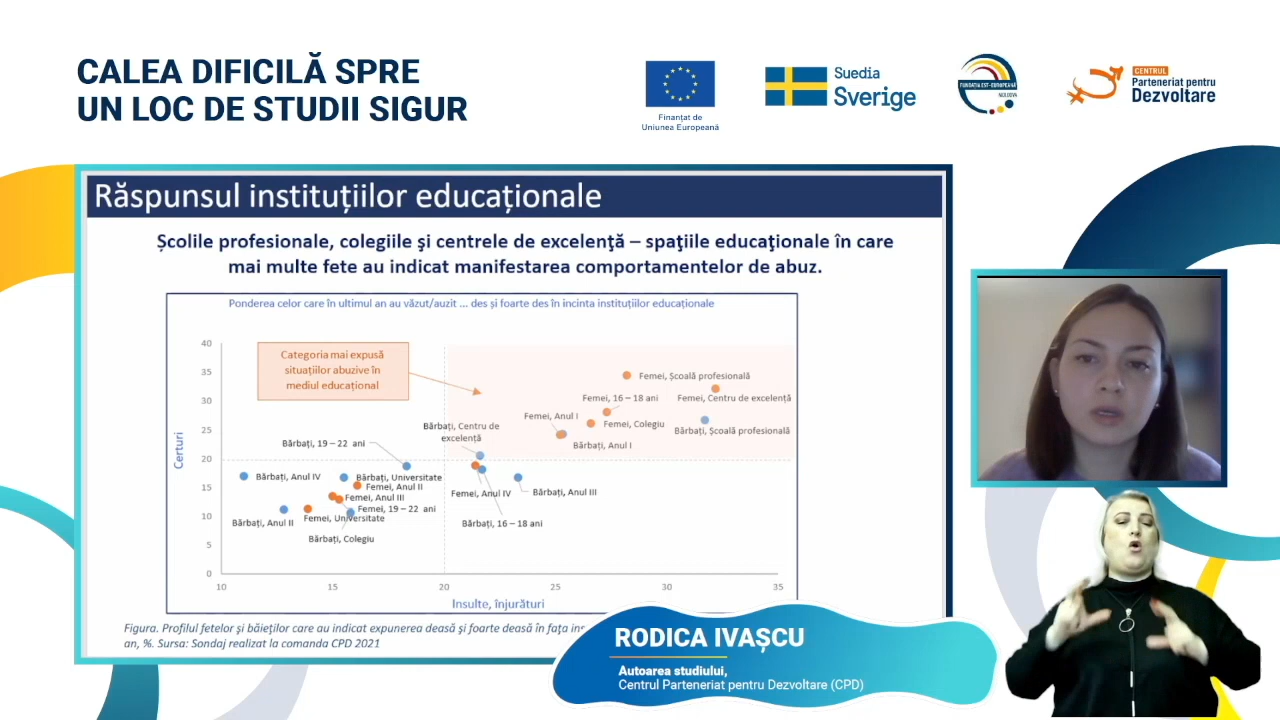 CALEA DIFICILĂ SPRE
UN LOC DE STUDII SIGUR
Finanțat de
Uniunea Europeană
Suedia
Sverige
FUNDAȚIA EST-EUROPEANĂ
MOLDOVA
CENTRUL
Parteneriat pentru
Dezvoltare
Răspunsul instituțiilor educaționale
Școlile profesionale, colegiile și centrele de excelență – spațiile educaționale în care
mai multe fete au indicat manifestarea comportamentelor de abuz.
Ponderea celor care în ultimul an au văzut/auzit ... des și foarte des în incinta instituțiilor educaționale
40
35
30
25
20
15
10
5
0
Certuri
Categoria mai expusă
situațiilor abuzive în
mediul educațional
Femei, Școală profesională
Femei, Centru de excelență
Femei, 16 – 18 ani
Femei, Anul I
Femei, Colegiu
Bărbați, Școală profesională
Bărbați, Centru de
excelență
Bărbați, Anul I
Bărbați, 19 – 22 ani
Bărbați, Anul IV
Bărbați, Universitate
Femei, Anul II
Femei, Anul III
Femei, Anul IV
Bărbați, Anul III
Femei, 19 – 22 ani
Bărbați, Anul II
Femei, Universitate
Bărbați, 16 – 18 ani
Bărbați, Colegiu
10
15
20
25
30
35
Insulte, înjurături
Figura. Profilul fetelor și băieților care au indicat expunerea deasă și foarte deasă în fața
an, %. Sursa: Sondaj realizat la comanda CPD 2021
RODICA IVAȘCU
Autoarea studiului,
Centrul Parteneriat pentru Dezvoltare (CPD)